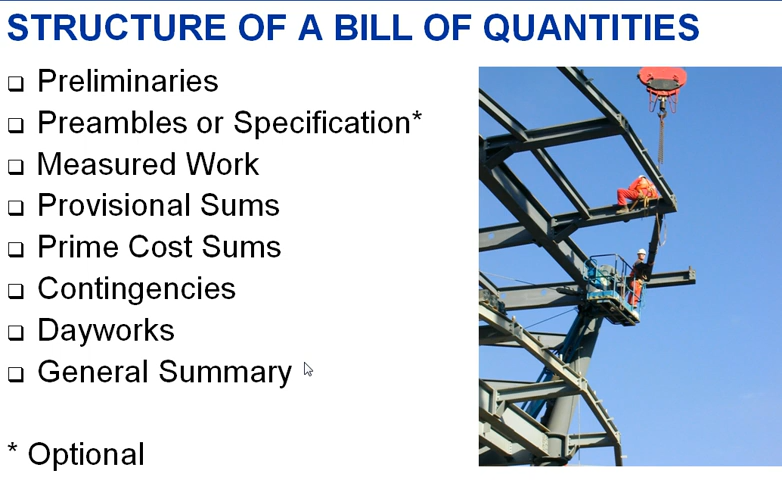 STRUCTURE OF A BILL OF QUANTITIES
Preliminaries
Preambles or Specification*
Measured Work
Provisional Sums
Prime Cost Sums
Contingencies
Dayworks
General Summary
* Optional